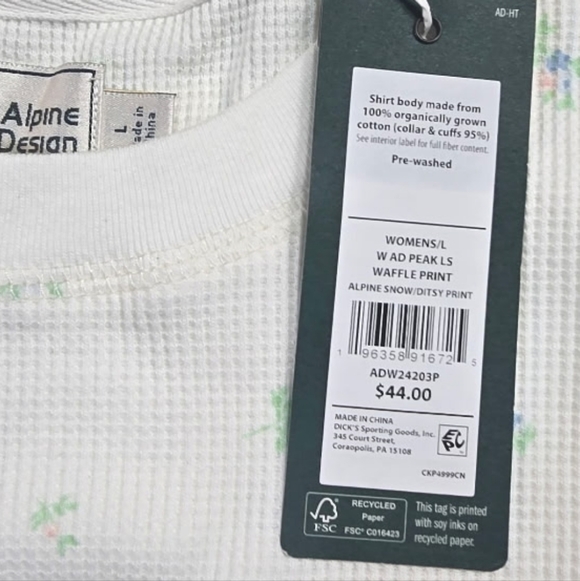 AD-HT
Alpine
Design
L
ade in
hina
Shirt body made from
100% organically grown
cotton (collar & cuffs 95%)
See interior label for full fiber content.
Pre-washed
WOMENS/L
W AD PEAK LS
WAFFLE PRINT
ALPINE SNOW/DITSY PRINT
1 96358 91672 5
ADW24203P
$44.00
MADE IN CHINA
DICK'S Sporting Goods, Inc.
345 Court Street,
Coraopolis, PA 15108
EPC
CKP4999CN
FSC
RECYCLED
Paper
FSC® C016423
This tag is printed
with soy inks on
recycled paper.